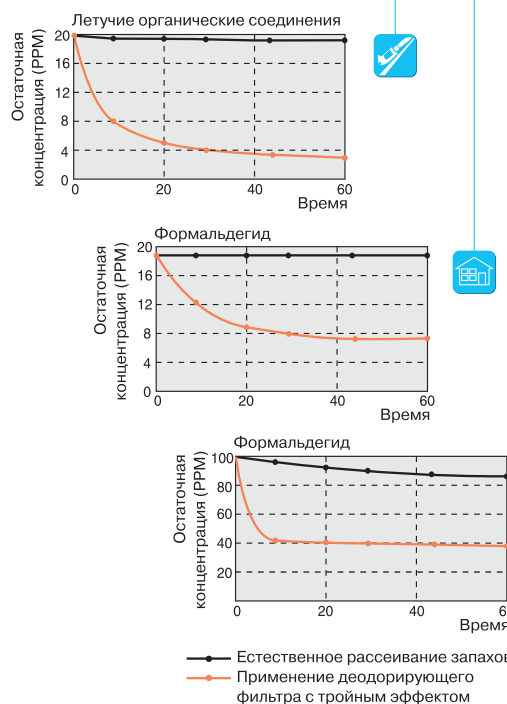 Летучие органические соединения
Остаточная
концентрация (PPM)
20
16
12
8
4
0
0 20 40 60
Время
Формальдегид
Остаточная
концентрация (PPM)
20
16
12
8
4
0
0 20 40 60
Время
Формальдегид
Остаточная
концентрация (PPM)
100
80
60
40
20
0 20 40
Время
Естественное рассеивание запахов
Применение деодорирующего
фильтра с тройным эффектом